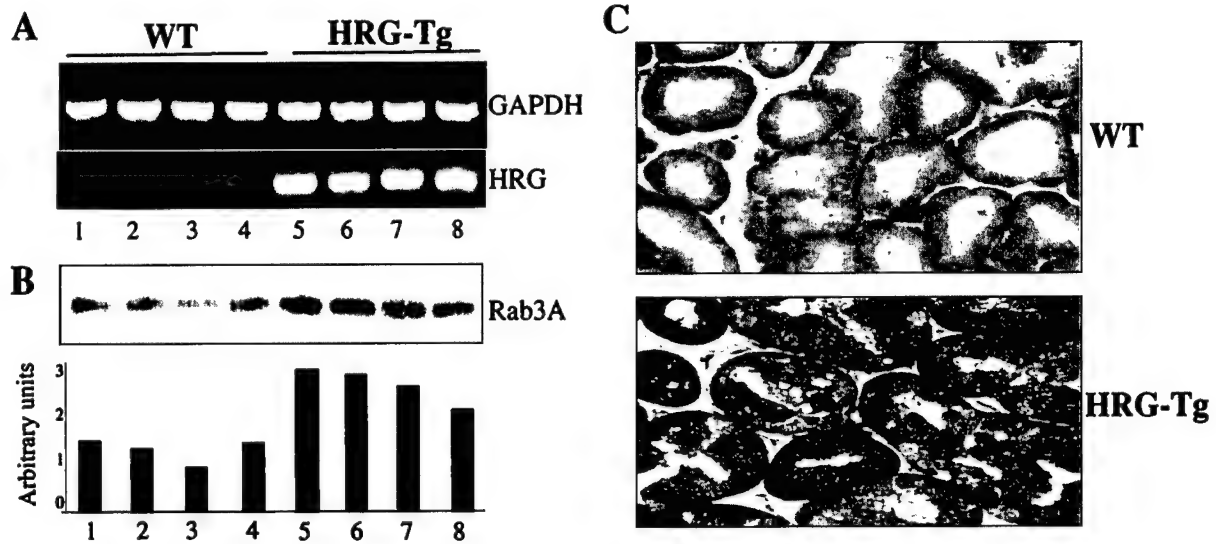 A
WT HRG-Tg
GAPDH
HRG
1 2 3 4 5 6 7 8
B
Rab3A
Arbitrary units
3
2
1
0
1 2 3 4 5 6 7 8
C
WT
HRG-Tg